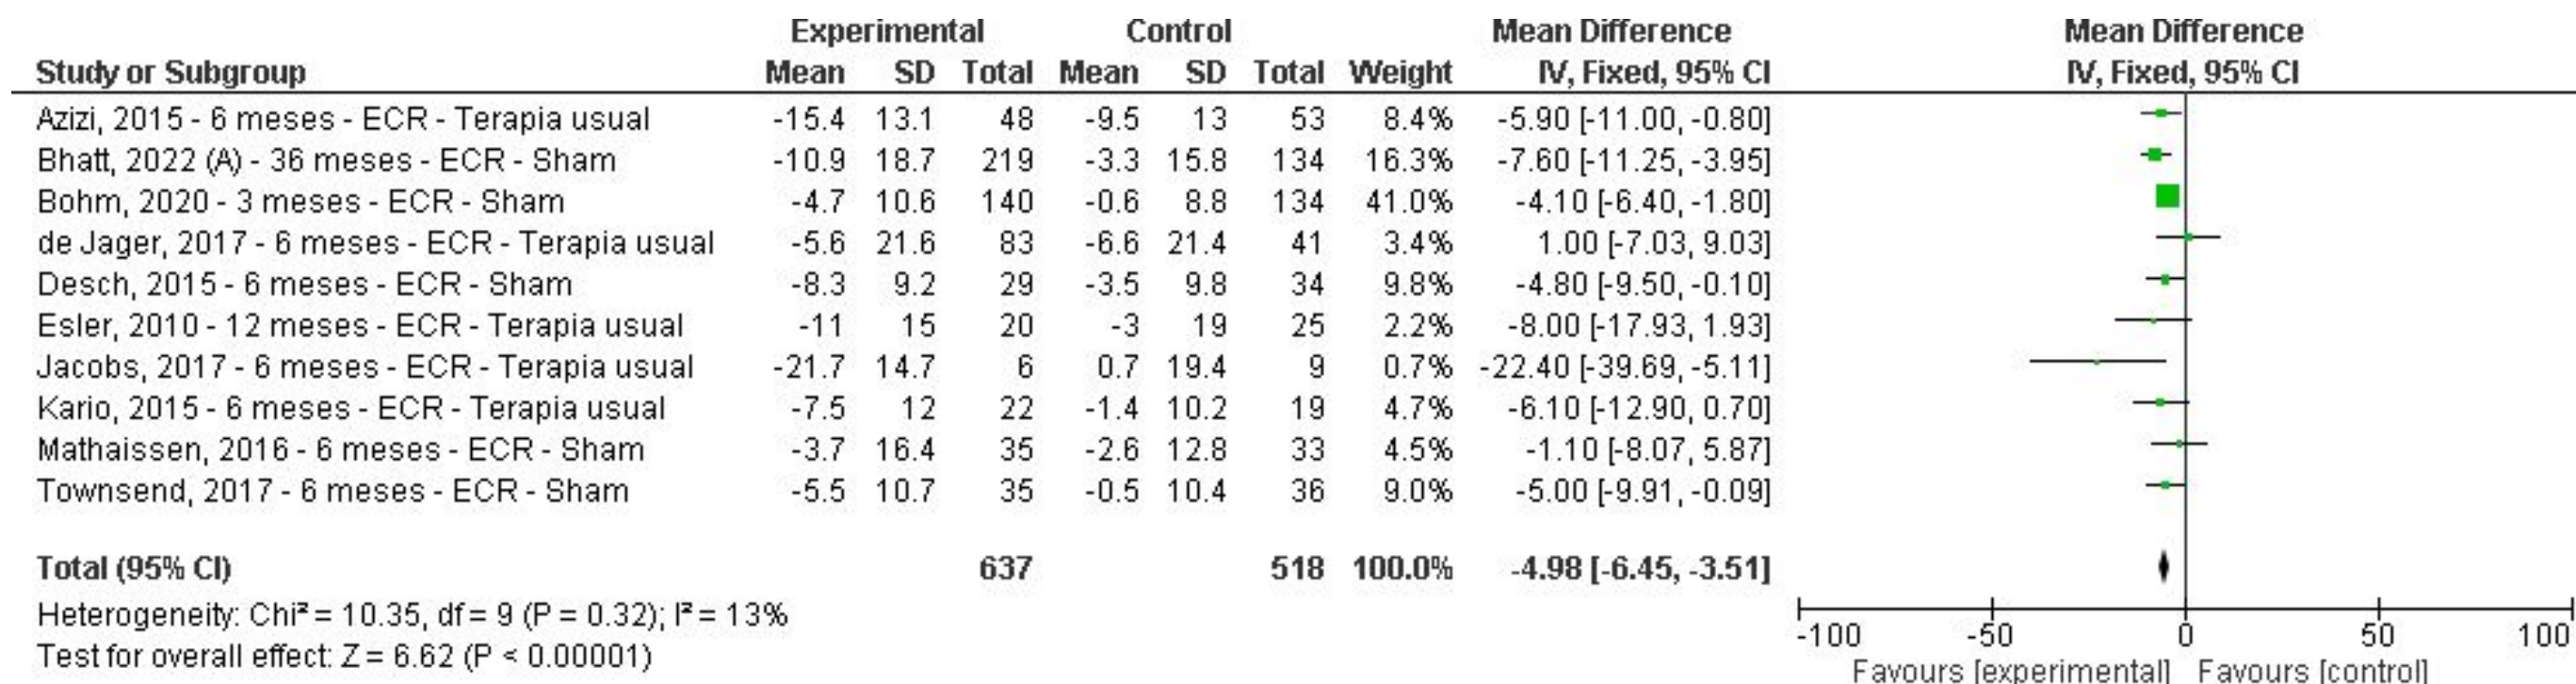 Experimental Control Mean Difference Mean Difference
Study or Subgroup Mean SD Total Mean SD Total Weight IV, Fixed, 95% CI IV, Fixed, 95% CI
Azizi, 2015 - 6 meses - ECR - Terapia usual -15.4 13.1 48 -9.5 13 53 8.4% -5.90 [-11.00, -0.80]
Bhatt, 2022 (A) - 36 meses - ECR - Sham -10.9 18.7 219 -3.3 15.8 134 16.3% -7.60 [-11.25, -3.95]
Bohm, 2020 - 3 meses - ECR - Sham -4.7 10.6 140 -0.6 8.8 134 41.0% -4.10 [-6.40, -1.80]
de Jager, 2017 - 6 meses - ECR - Terapia usual -5.6 21.6 83 -6.6 21.4 41 3.4% 1.00 [-7.03, 9.03]
Desch, 2015 - 6 meses - ECR - Sham -8.3 9.2 29 -3.5 9.8 34 9.8% -4.80 [-9.50, -0.10]
Esler, 2010 - 12 meses - ECR - Terapia usual -11 15 20 -3 19 25 2.2% -8.00 [-17.93, 1.93]
Jacobs, 2017 - 6 meses - ECR - Terapia usual -21.7 14.7 6 0.7 19.4 9 0.7% -22.40 [-39.69, -5.11]
Kario, 2015 - 6 meses - ECR - Terapia usual -7.5 12 22 -1.4 10.2 19 4.7% -6.10 [-12.90, 0.70]
Mathaissen, 2016 - 6 meses - ECR - Sham -3.7 16.4 35 -2.6 12.8 33 4.5% -1.10 [-8.07, 5.87]
Townsend, 2017 - 6 meses - ECR - Sham -5.5 10.7 35 -0.5 10.4 36 9.0% -5.00 [-9.91, -0.09]
Total (95% CI) 637 518 100.0% -4.98 [-6.45, -3.51]
Heterogeneity: Chi² = 10.35, df = 9 (P = 0.32); I² = 13%
Test for overall effect: Z = 6.62 (P < 0.00001)
-100 -50 0 50 100
Favours [experimental] Favours [control]